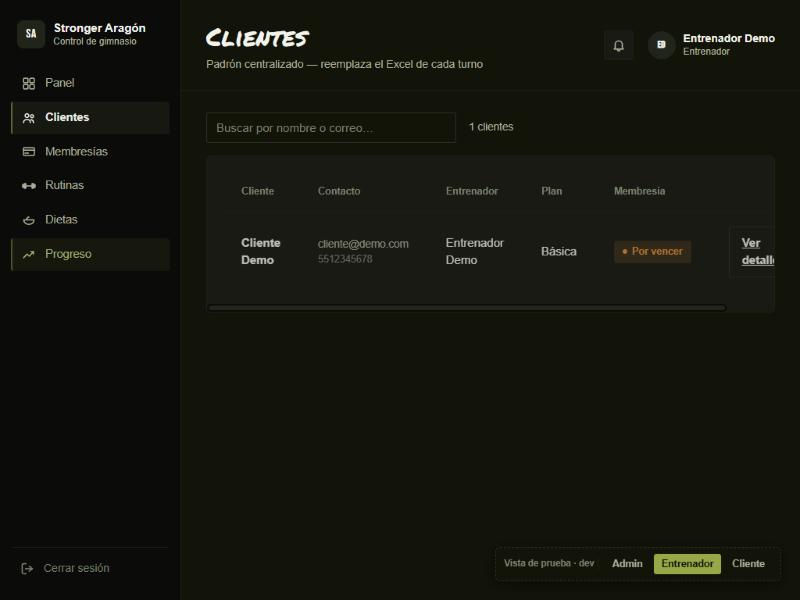 SA
Stronger Aragón
Control de gimnasio
Panel
Clientes
Membresías
Rutinas
Dietas
Progreso
Cerrar sesión
Clientes
Padrón centralizado — reemplaza el Excel de cada turno
Entrenador Demo
Entrenador
Buscar por nombre o correo...
1 clientes
Cliente Contacto Entrenador Plan Membresía
Cliente Demo
cliente@demo.com
5512345678
Entrenador Demo
Básica
Por vencer
Ver
Vista de prueba · dev Admin Entrenador Cliente